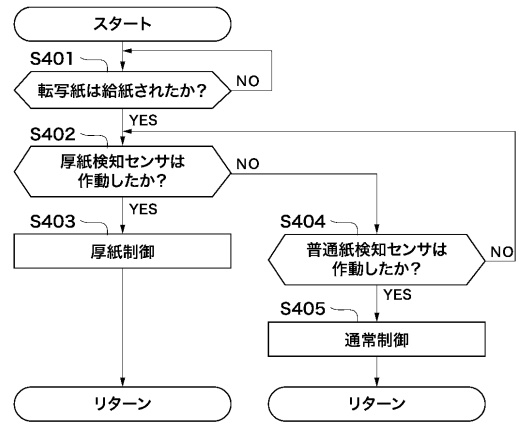 スタート
S401
転写紙は給紙されたか？
NO
YES
S402
厚紙検知センサは
作動したか？
NO
YES
S403
厚紙制御
S404
普通紙検知センサは
作動したか？
NO
YES
S405
通常制御
リターン
リターン